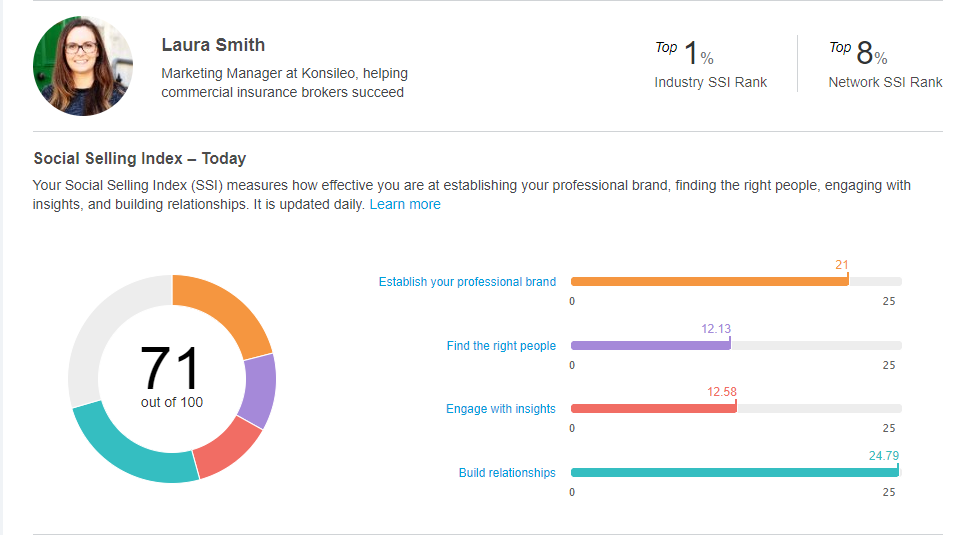 Laura Smith
Marketing Manager at Konsileo, helping
commercial insurance brokers succeed
Top 1%
Industry SSI Rank
Top 8%
Network SSI Rank
Social Selling Index – Today
Your Social Selling Index (SSI) measures how effective you are at establishing your professional brand, finding the right people, engaging with
insights, and building relationships. It is updated daily. Learn more
71
out of 100
21
Establish your professional brand
0 25
12.13
Find the right people
0 25
12.58
Engage with insights
0 25
24.79
Build relationships
0 25